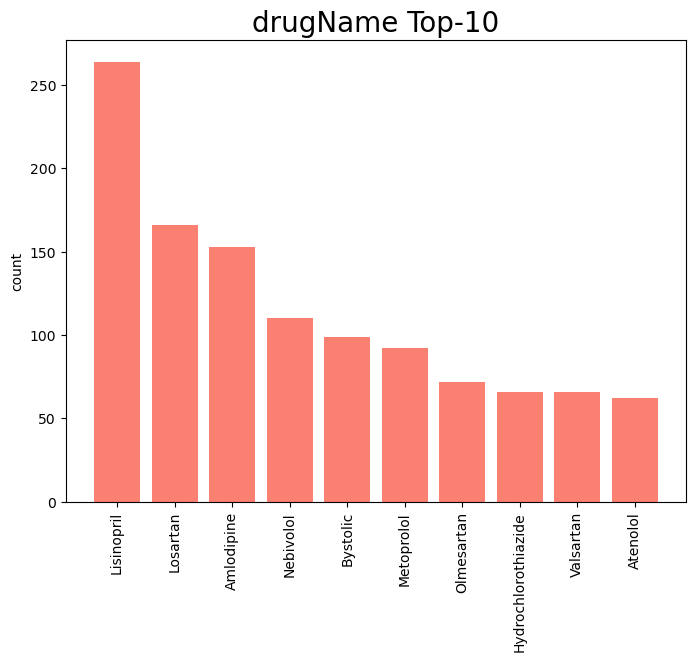 drugName Top-10
250
200
150
100
50
0
count
Lisinopril
Losartan
Amlodipine
Nebivolol
Bystolic
Metoprolol
Olmesartan
Hydrochlorothiazide
Valsartan
Atenolol